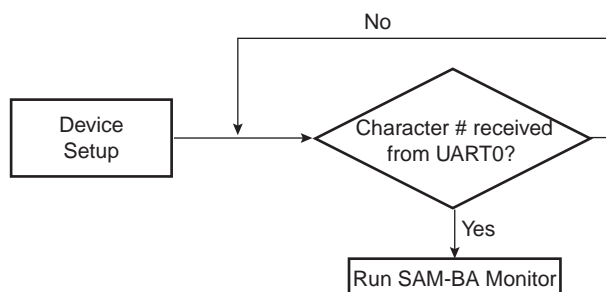 No
Device
Setup
Character # received
from UART0?
Yes
Run SAM-BA Monitor